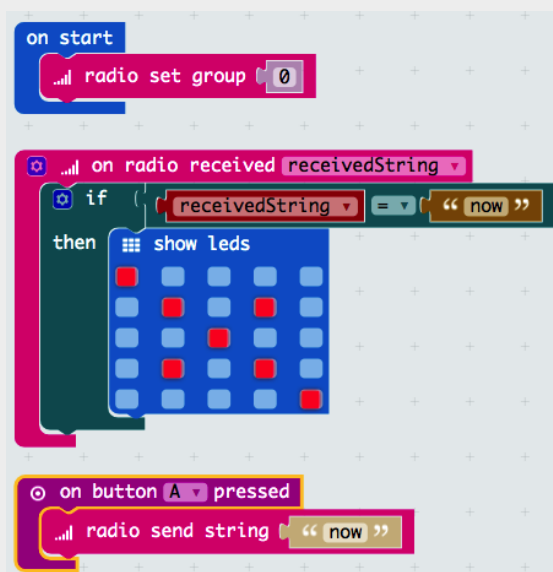 on start
radio set group 0
on radio received receivedString
if receivedString = “ now ”
then show leds
on button A pressed
radio send string “ now ”